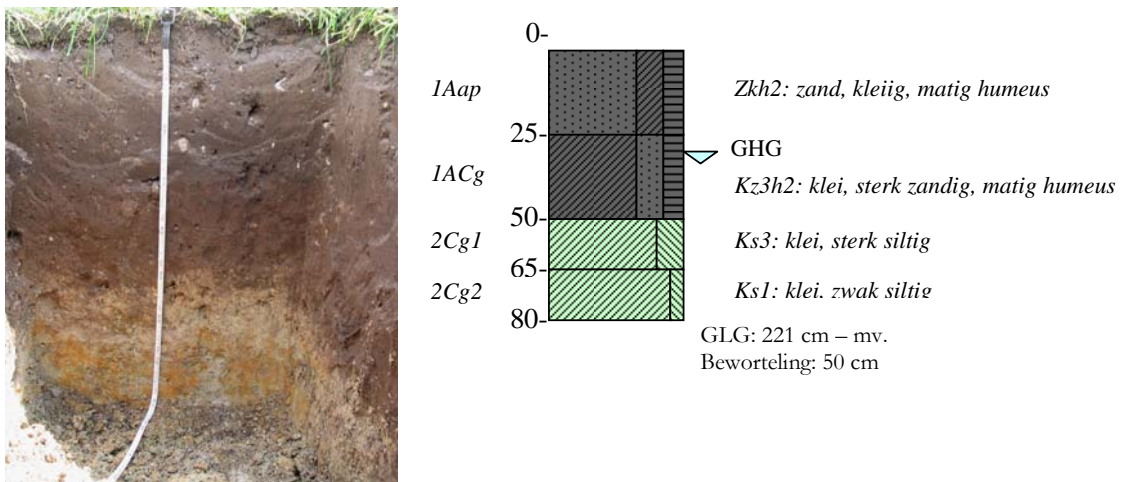 0-
1Aap
Zkh2: zand, kleiig, matig humeus
25-
GHG
1ACg
Kz3h2: klei, sterk zandig, matig humeus
50-
2Cg1
Ks3: klei, sterk siltig
65-
2Cg2
Ks1: klei, zwak siltig
80-
GLG: 221 cm – mv.
Beworteling: 50 cm